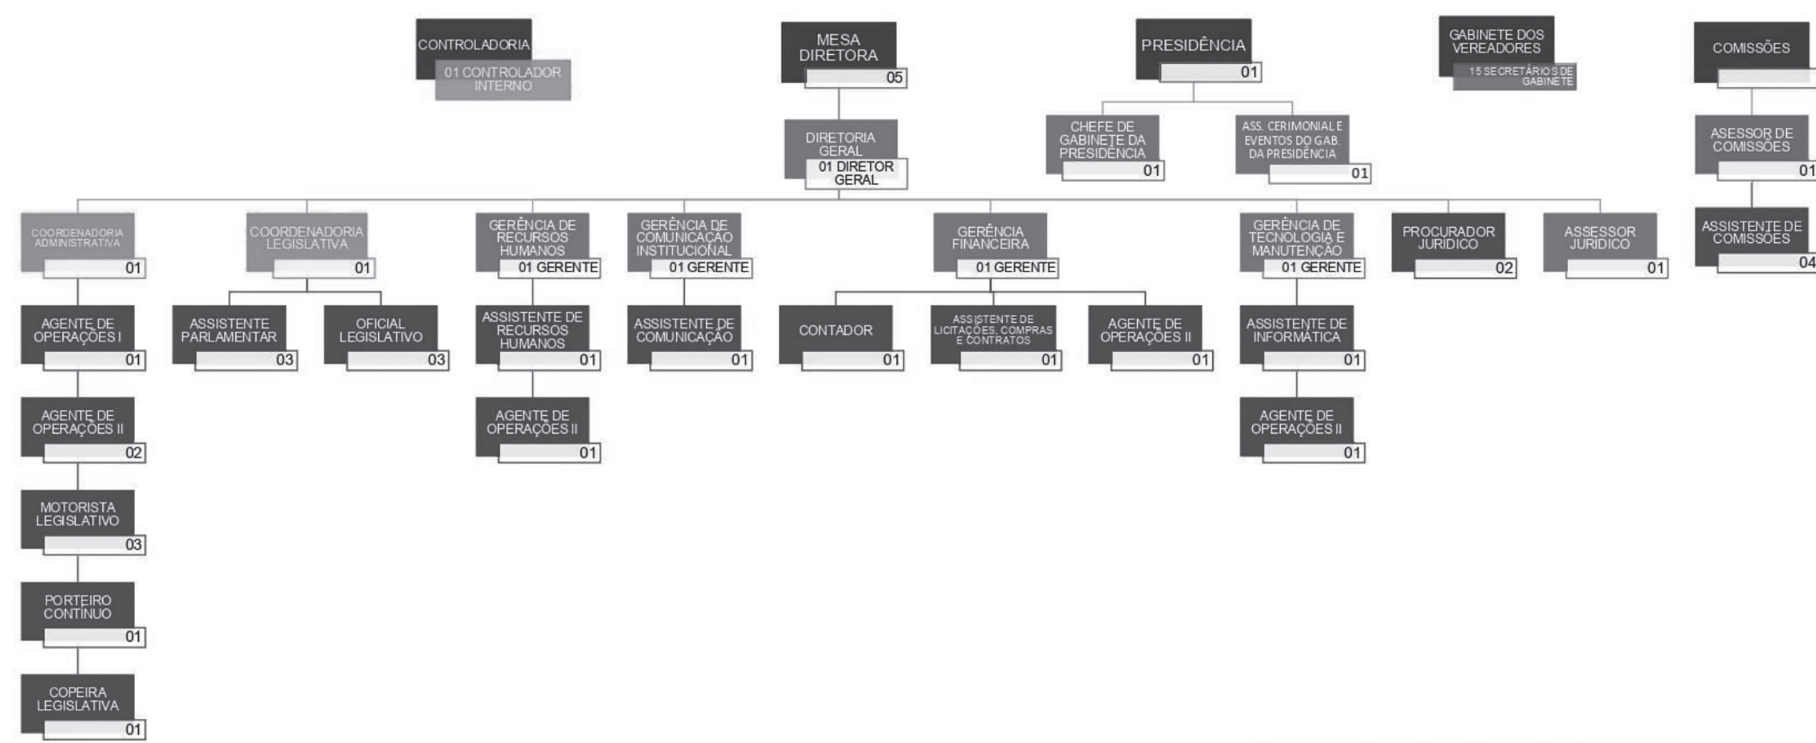 CONTROLADORIA
01 CONTROLADOR
INTERNO
MESA
DIRETORA
05
PRESIDÊNCIA
01
GABINETE DOS
VEREADORES
15 SECRETÁRIOS DE
GABINETE
COMISSÕES
DIRETORIA
GERAL
01 DIRETOR
GERAL
CHEFE DE
GABINETE DA
PRESIDÊNCIA
01
ASS. CERIMONIAL E
EVENTOS DO GAB.
DA PRESIDÊNCIA
01
ASESSOR DE
COMISSÕES
01
COORDENADORIA
ADMINISTRATIVA
01
COORDENADORIA
LEGISLATIVA
01
GERÊNCIA DE
RECURSOS
HUMANOS
01 GERENTE
GERÊNCIA DE
COMUNICAÇÃO
INSTITUCIONAL
01 GERENTE
GERÊNCIA
FINANCEIRA
01 GERENTE
GERÊNCIA DE
TECNOLOGIA E
MANUTENÇÃO
01 GERENTE
PROCURADOR
JURIDICO
02
ASSESSOR
JURÍDICO
01
ASSISTENTE DE
COMISSÕES
04
AGENTE DE
OPERAÇÕES I
01
ASSISTENTE
PARLAMENTAR
03
OFICIAL
LEGISLATIVO
03
ASSISTENTE DE
RECURSOS
HUMANOS
01
ASSISTENTE DE
COMUNICAÇÃO
01
CONTADOR
01
ASSISTENTE DE
LICITAÇÕES, COMPRAS
E CONTRATOS
01
AGENTE DE
OPERAÇÕES II
01
ASSISTENTE DE
INFORMÁTICA
01
AGENTE DE
OPERAÇÕES II
02
AGENTE DE
OPERAÇÕES II
01
AGENTE DE
OPERAÇÕES II
01
MOTORISTA
LEGISLATIVO
03
PORTEIRO
CONTÍNUO
01
COPEIRA
LEGISLATIVA
01